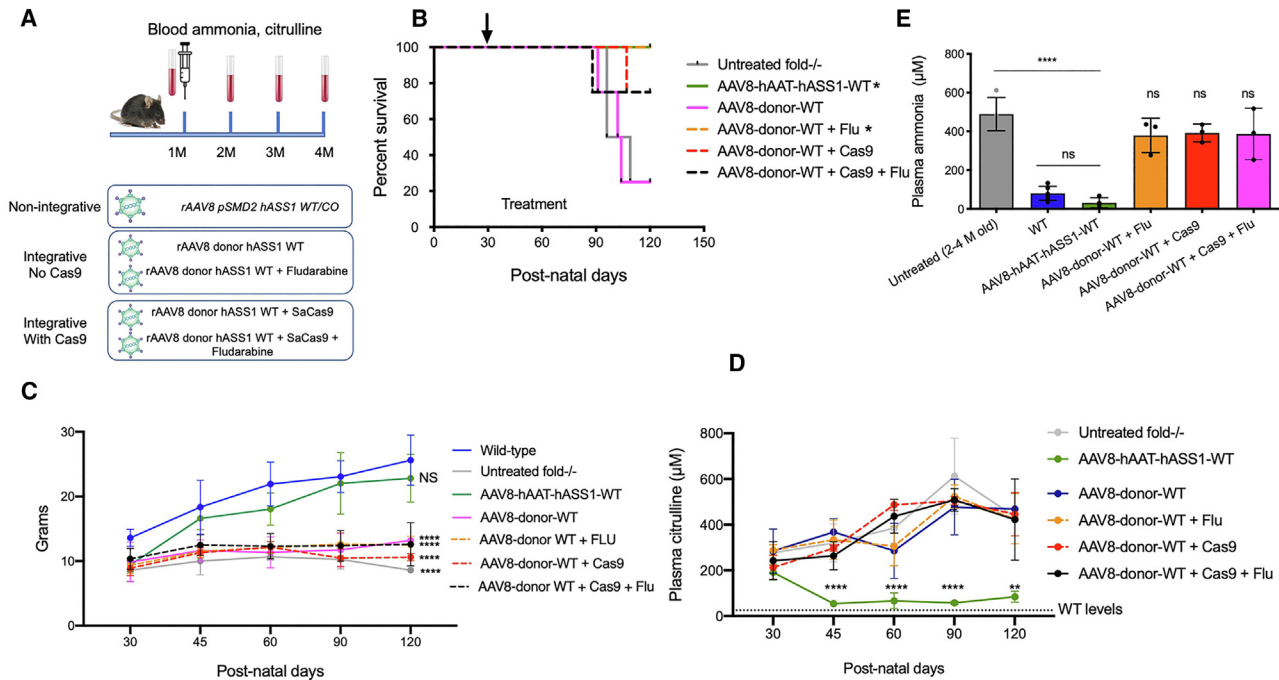 A
Blood ammonia, citrulline
1M 2M 3M 4M
Non-integrative
rAAV8 pSMD2 hASS1 WT/CO
Integrative
No Cas9
rAAV8 donor hASS1 WT
rAAV8 donor hASS1 WT + Fludarabine
Integrative
With Cas9
rAAV8 donor hASS1 WT + SaCas9
rAAV8 donor hASS1 WT + SaCas9 +
Fludarabine
B
Percent survival
100
80
60
40
20
0
Treatment
0 30 60 90 120 150
Post-natal days
Untreated fold-/-
AAV8-hAAT-hASS1-WT *
AAV8-donor-WT
AAV8-donor-WT + Flu *
AAV8-donor-WT + Cas9
AAV8-donor-WT + Cas9 + Flu
E
Plasma ammonia (µM)
800
600
400
200
0
****
ns
ns ns ns
Untreated (2-4 M old)
WT
AAV8-hAAT-hASS1-WT
AAV8-donor-WT + Flu
AAV8-donor-WT + Cas9
AAV8-donor-WT + Cas9 + Flu
C
Grams
30
20
10
0
NS
****
****
****
****
30 45 60 90 120
Post-natal days
Wild-type
Untreated fold-/-
AAV8-hAAT-hASS1-WT
AAV8-donor-WT
AAV8-donor WT + FLU
AAV8-donor-WT + Cas9
AAV8-donor WT + Cas9 + Flu
D
Plasma citrulline (µM)
800
600
400
200
0
**** **** **** **
WT levels
30 45 60 90 120
Post-natal days
Untreated fold-/-
AAV8-hAAT-hASS1-WT
AAV8-donor-WT
AAV8-donor-WT + Flu
AAV8-donor-WT + Cas9
AAV8-donor-WT + Cas9 + Flu